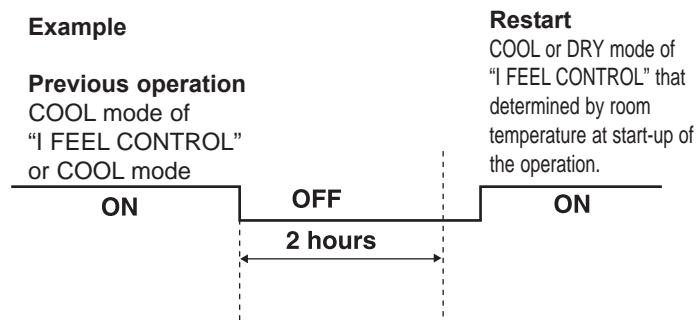 Example
Previous operation
COOL mode of
“I FEEL CONTROL”
or COOL mode
Restart
COOL or DRY mode of
“I FEEL CONTROL” that
determined by room
temperature at start-up of
the operation.
ON
OFF
ON
2 hours